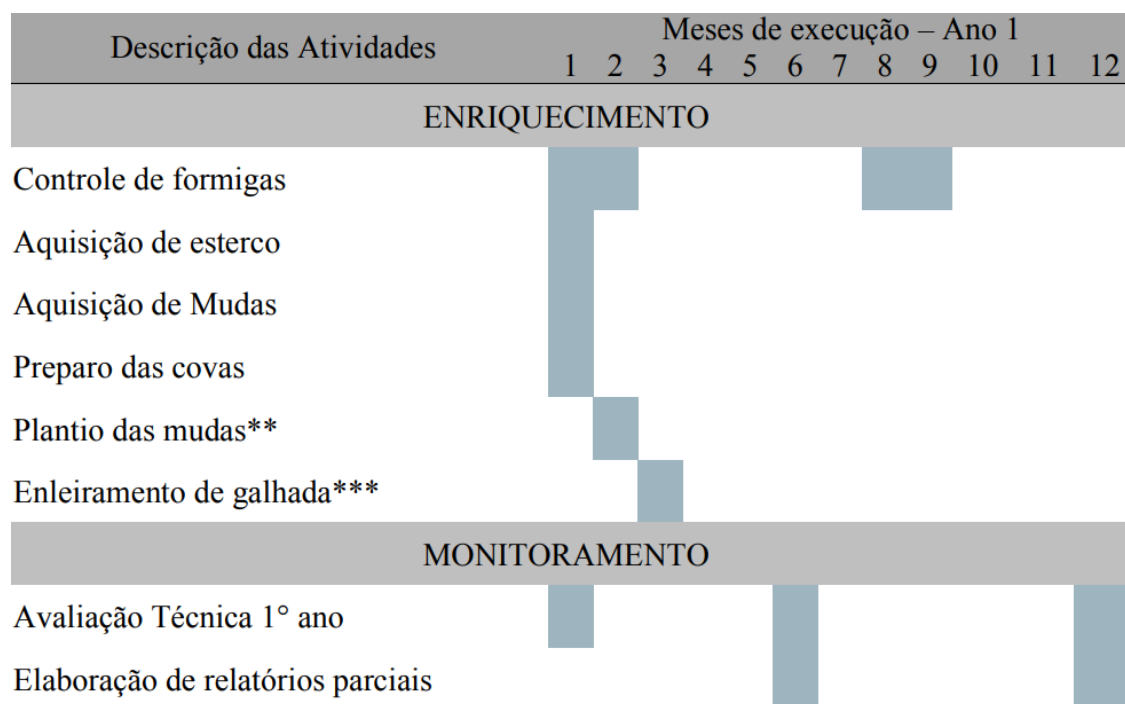 Descrição das Atividades
Meses de execução – Ano 1
1 2 3 4 5 6 7 8 9 10 11 12
ENRIQUECIMENTO
Controle de formigas
Aquisição de esterco
Aquisição de Mudas
Preparo das covas
Plantio das mudas**
Enleiramento de galhada***
MONITORAMENTO
Avaliação Técnica 1° ano
Elaboração de relatórios parciais